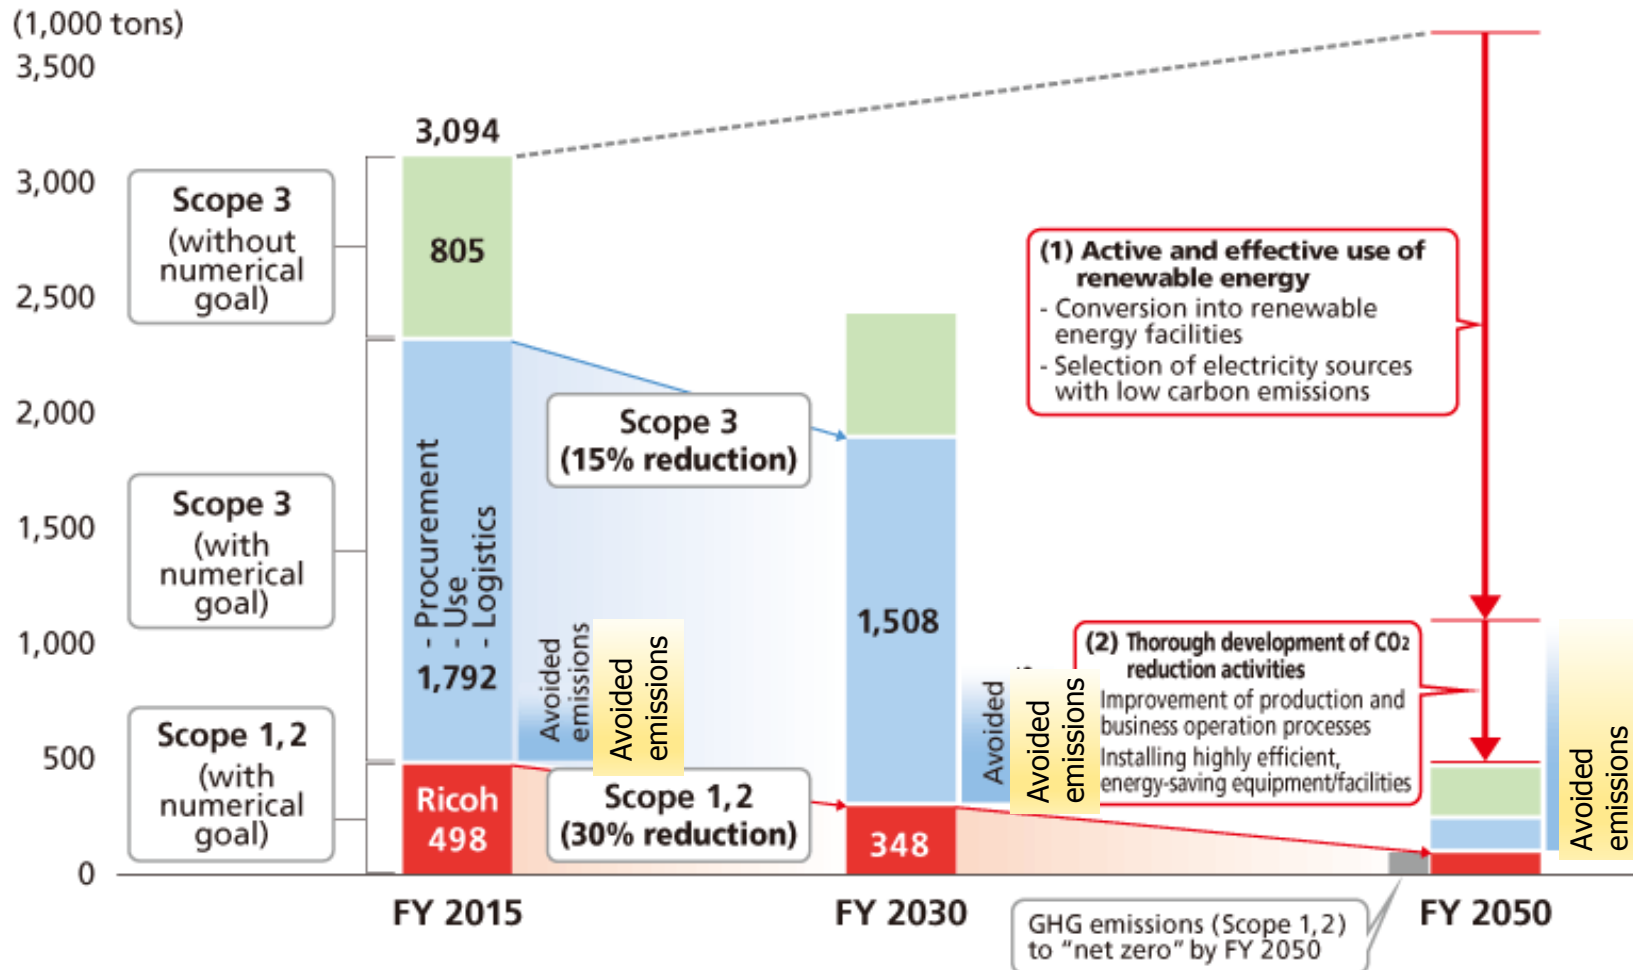 (1,000 tons)
3,500
3,000
2,500
2,000
1,500
1,000
500
0
Scope 3
(without
numerical
goal)
Scope 3
(with
numerical
goal)
Scope 1, 2
(with
numerical
goal)
3,094
805
- Procurement
- Use
- Logistics
1,792
Ricoh
498
Avoided
emissions
Avoided
emissions
Scope 3
(15% reduction)
Scope 1, 2
(30% reduction)
1,508
348
Avoided
Avoided
emissions
(1) Active and effective use of
renewable energy
- Conversion into renewable
energy facilities
- Selection of electricity sources
with low carbon emissions
(2) Thorough development of CO2
reduction activities
Improvement of production and
business operation processes
Installing highly efficient,
energy-saving equipment/facilities
Avoided
emissions
FY 2015
FY 2030
FY 2050
GHG emissions (Scope 1, 2)
to “net zero” by FY 2050